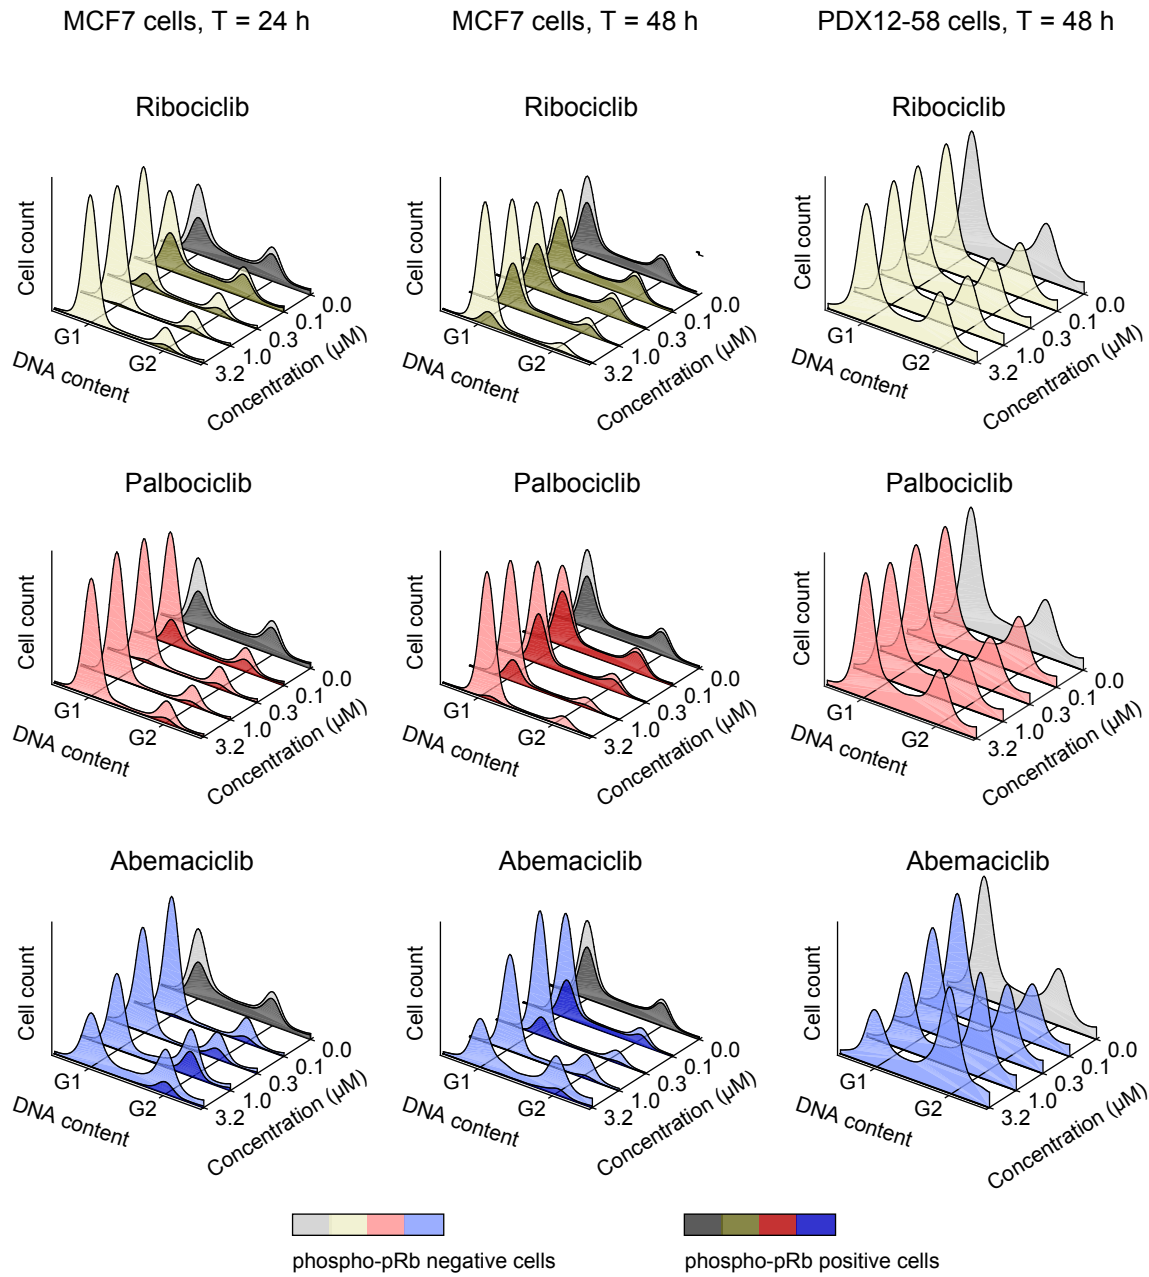 MCF7 cells, T = 24 h
MCF7 cells, T = 48 h
PDX12-58 cells, T = 48 h
Ribociclib
Cell count
G1
G2
DNA content
0.0
0.1
0.3
1.0
3.2
Concentration (μM)
Ribociclib
Cell count
G1
G2
DNA content
0.0
0.1
0.3
1.0
3.2
Concentration (μM)
Ribociclib
Cell count
G1
G2
DNA content
0.0
0.1
0.3
1.0
3.2
Concentration (μM)
Palbociclib
Cell count
G1
G2
DNA content
0.0
0.1
0.3
1.0
3.2
Concentration (μM)
Palbociclib
Cell count
G1
G2
DNA content
0.0
0.1
0.3
1.0
3.2
Concentration (μM)
Palbociclib
Cell count
G1
G2
DNA content
0.0
0.1
0.3
1.0
3.2
Concentration (μM)
Abemaciclib
Cell count
G1
G2
DNA content
0.0
0.1
0.3
1.0
3.2
Concentration (μM)
Abemaciclib
Cell count
G1
G2
DNA content
0.0
0.1
0.3
1.0
3.2
Concentration (μM)
Abemaciclib
Cell count
G1
G2
DNA content
0.0
0.1
0.3
1.0
3.2
Concentration (μM)
phospho-pRb negative cells
phospho-pRb positive cells